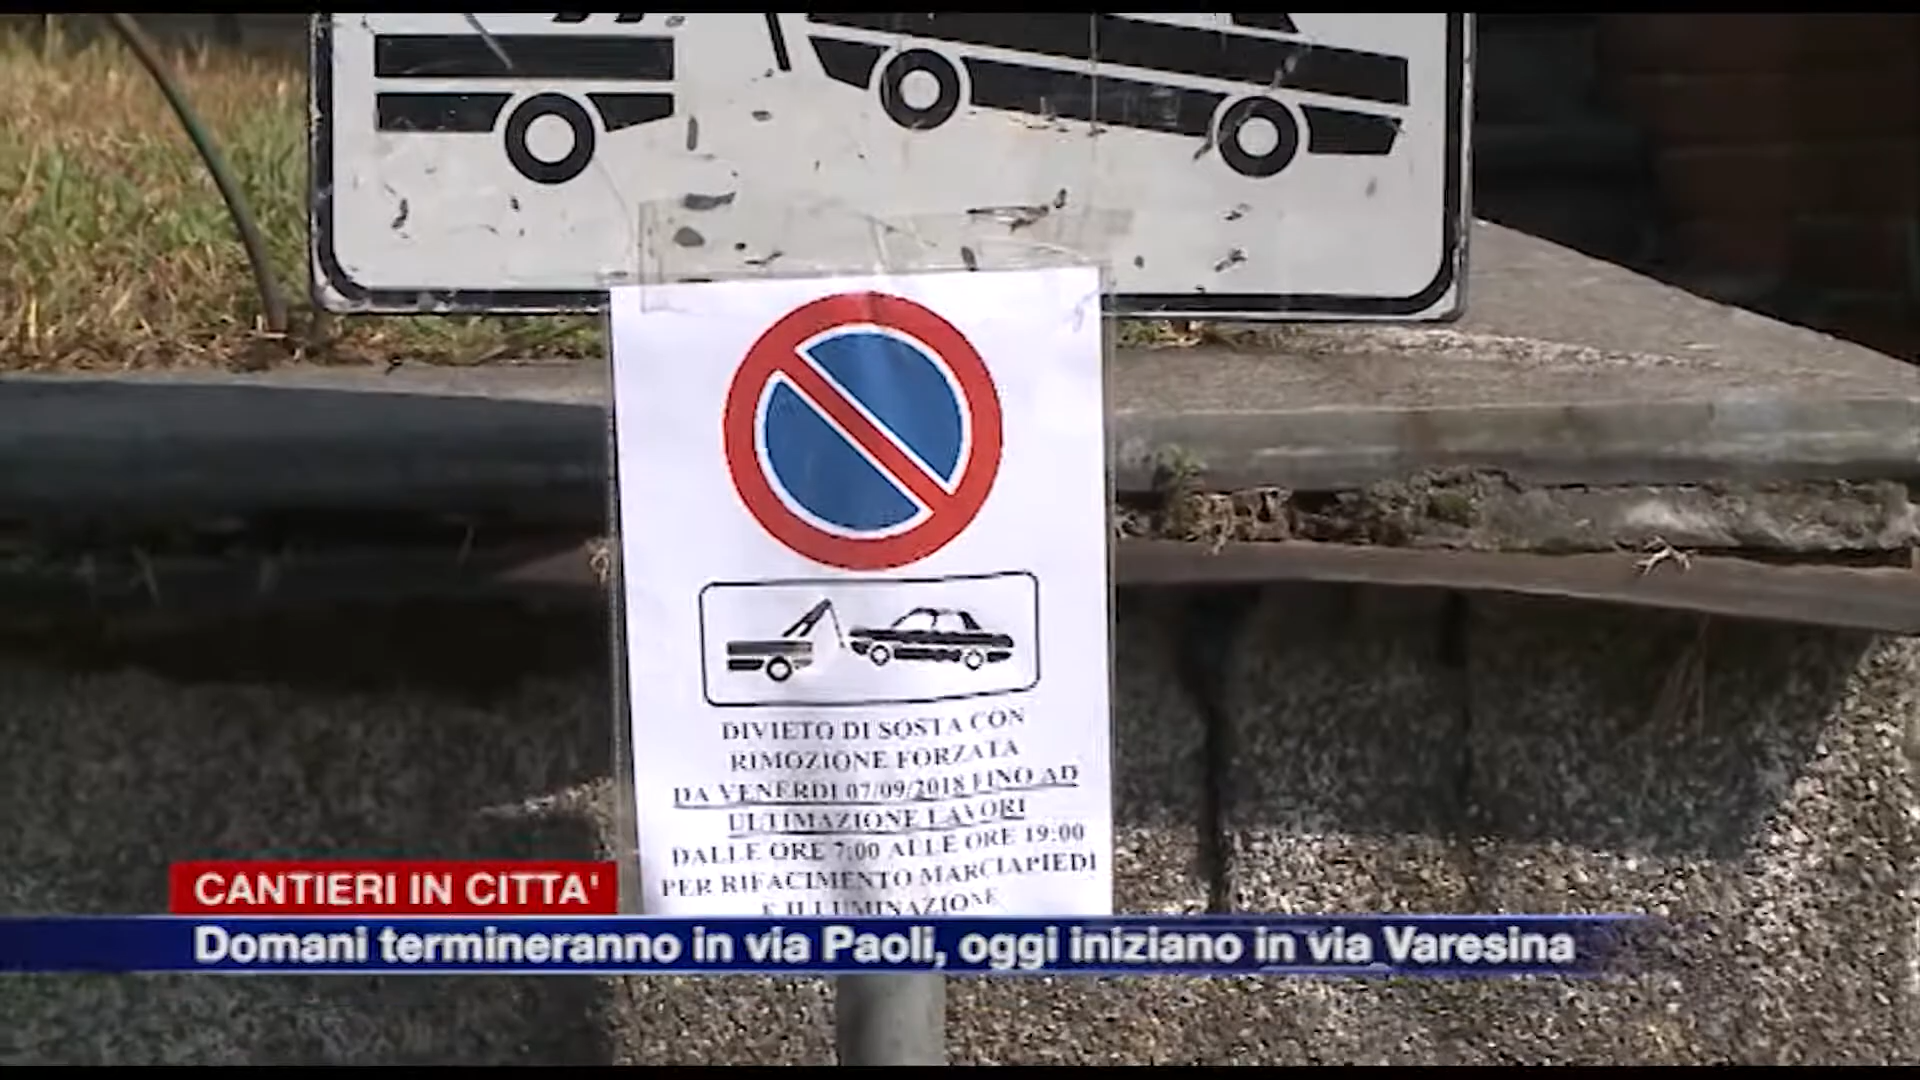 DIVIETO DI SOSTA CON
RIMOZIONE FORZATA
DA VENERDI 07/09/2018 FINO AD
ULTIMAZIONE LAVORI
DALLE ORE 7:00 ALLE ORE 19:00
PER RIFACIMENTO MARCIAPIEDI
E ILLUMINAZIONE
CANTIERI IN CITTA'
Domani termineranno in via Paoli, oggi iniziano in via Varesina